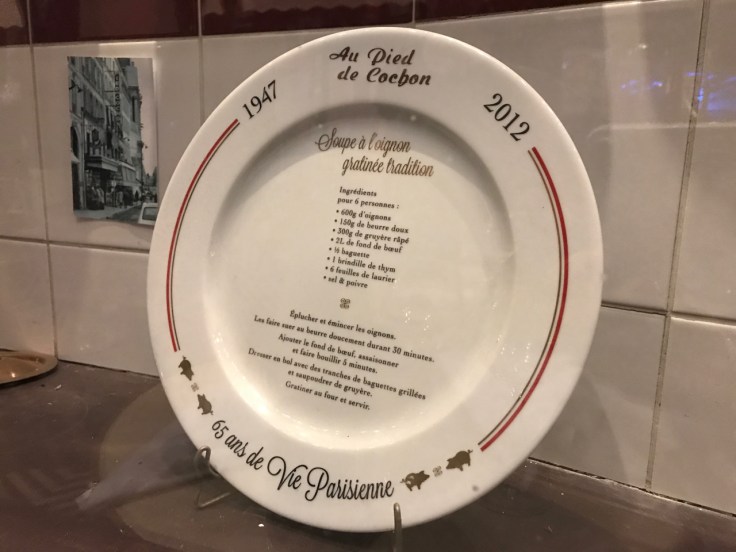 Au Pied
de Cochon
1947
2012
Soupe à l'oignon
gratinée tradition
Ingrédients
pour 6 personnes :
• 600g d'oignons
• 150g de beurre doux
• 300g de gruyère râpé
• 2L de fond de bœuf
• ½ baguette
• 1 brindille de thym
• 6 feuilles de laurier
• sel & poivre
Éplucher et émincer les oignons.
Les faire suer au beurre doucement durant 30 minutes.
Ajouter le fond de bœuf, assaisonner
et faire bouillir 5 minutes.
Dresser en bol avec des tranches de baguettes grillées
et saupoudrer de gruyère.
Gratiner au four et servir.
65 ans de Vie Parisienne